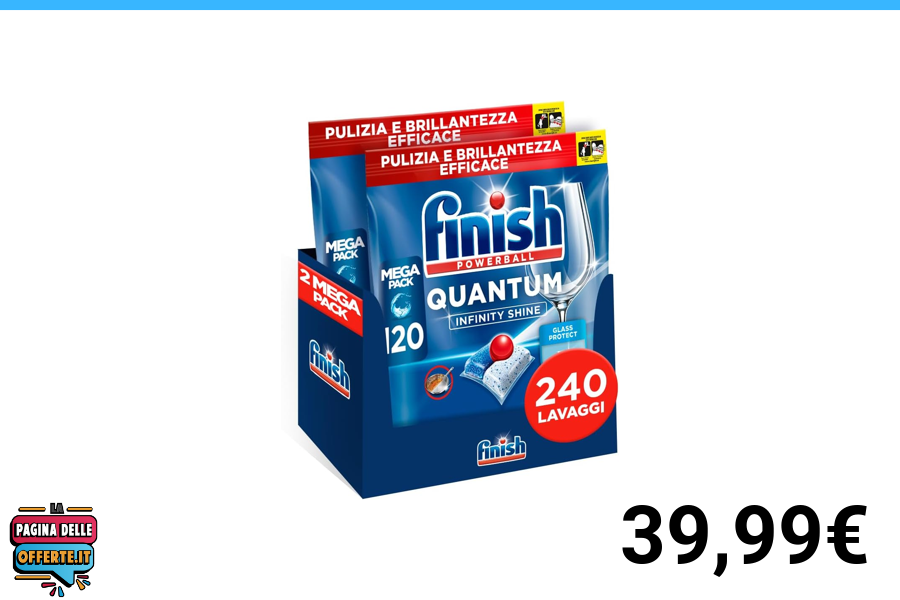 PULIZIA E BRILLANTEZZA
EFFICACE
PULIZIA E BRILLANTEZZA
EFFICACE
MEGA
PACK
finish
POWERBALL
MEGA
PACK
120
QUANTUM
INFINITY SHINE
GLASS
PROTECT
2 MEGA
PACK
finish
240
LAVAGGI
finish
LA
PAGINA DELLE
OFFERTE.IT
39,99€